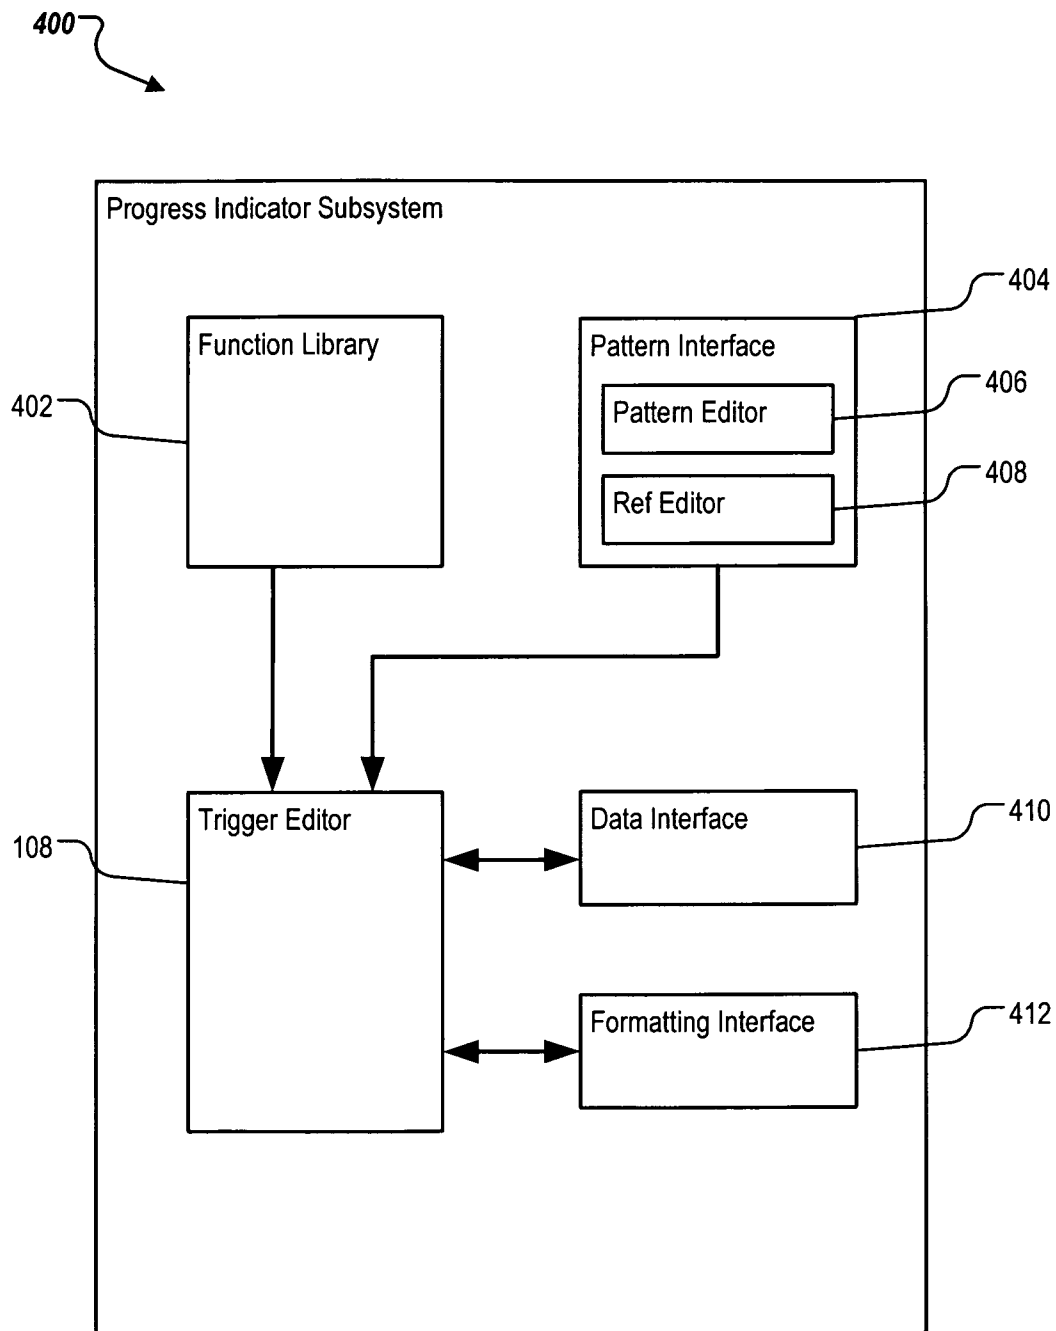 400
Progress Indicator Subsystem
404
Function Library
Pattern Interface
406
Pattern Editor
402
408
Ref Editor
Trigger Editor
Data Interface
410
108
Formatting Interface
412